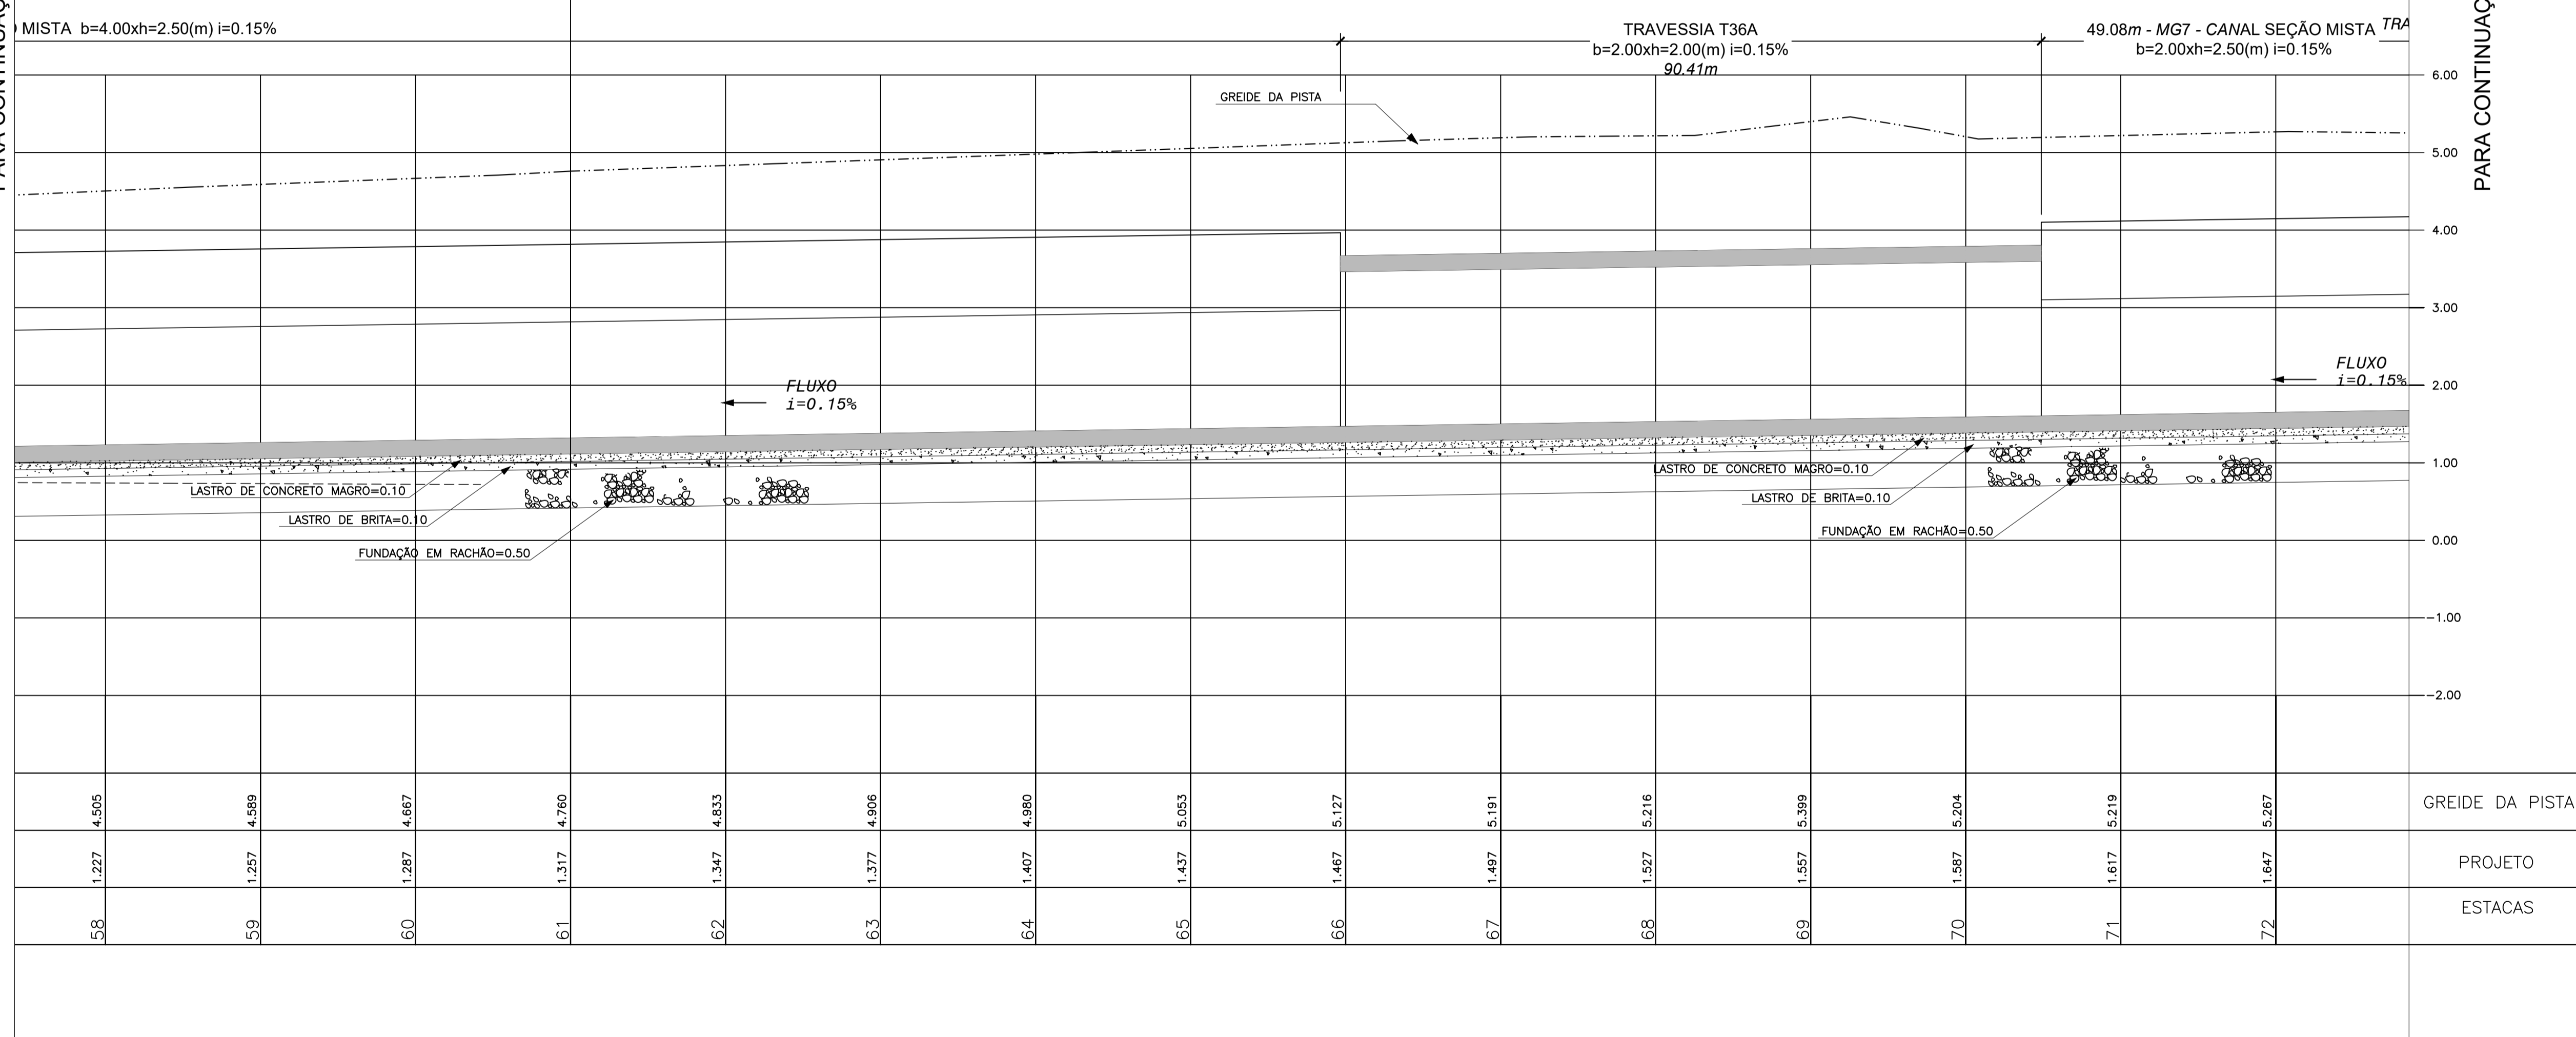 PARA CONTINUAÇ
O MISTA b=4.00xh=2.50(m) i=0.15%
TRAVESSIA T36A
b=2.00xh=2.00(m) i=0.15%
90.41m
49.08m - MG7 - CANAL SEÇÃO MISTA
b=2.00xh=2.50(m) i=0.15%
TRA
PARA CONTINUAÇ
GREIDE DA PISTA
6.00
5.00
4.00
3.00
2.00
1.00
0.00
-1.00
-2.00
FLUXO
i=0.15%
FLUXO
i=0.15%
LASTRO DE CONCRETO MAGRO=0.10
LASTRO DE BRITA=0.10
FUNDAÇÃO EM RACHÃO=0.50
LASTRO DE CONCRETO MAGRO=0.10
LASTRO DE BRITA=0.10
FUNDAÇÃO EM RACHÃO=0.50
4.505 4.589 4.667 4.760 4.833 4.906 4.980 5.053 5.127 5.191 5.216 5.399 5.204 5.219 5.267 GREIDE DA PISTA
1.227 1.257 1.287 1.317 1.347 1.377 1.407 1.437 1.467 1.497 1.527 1.557 1.587 1.617 1.647 PROJETO
58 59 60 61 62 63 64 65 66 67 68 69 70 71 72 ESTACAS